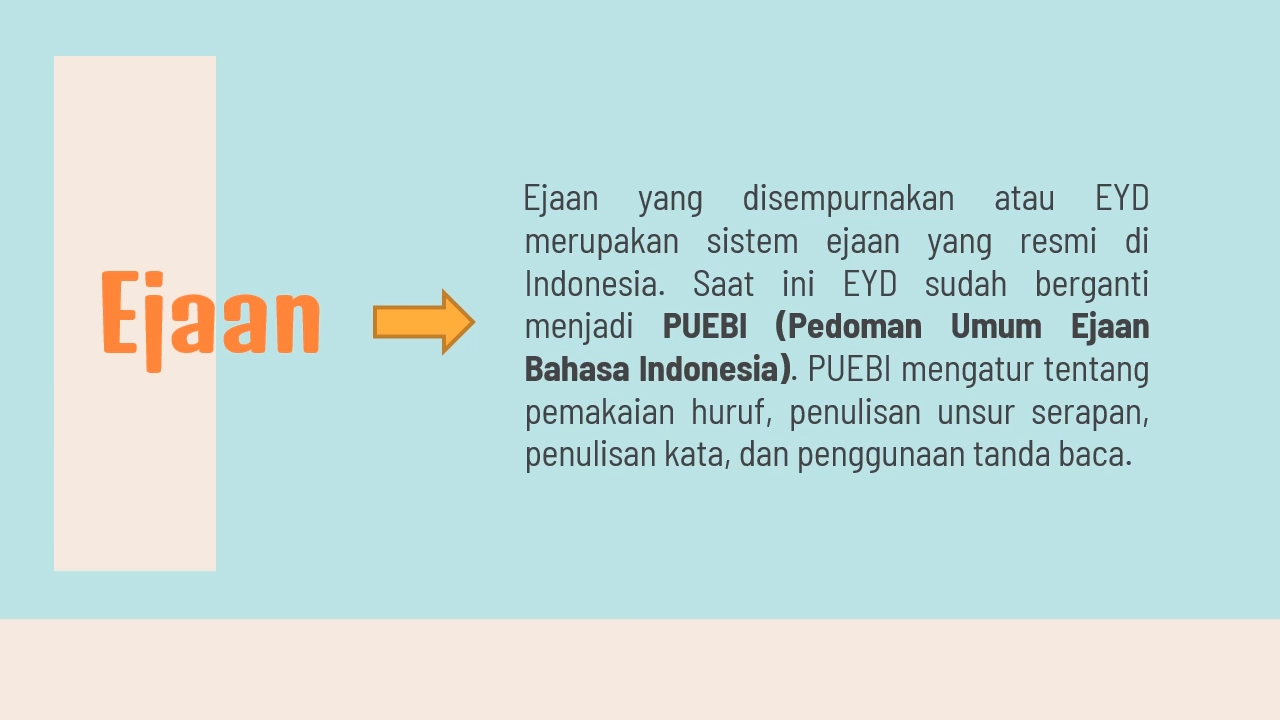 Ejaan
Ejaan yang disempurnakan atau EYD
merupakan sistem ejaan yang resmi di
Indonesia. Saat ini EYD sudah berganti
menjadi PUEBI (Pedoman Umum Ejaan
Bahasa Indonesia). PUEBI mengatur tentang
pemakaian huruf, penulisan unsur serapan,
penulisan kata, dan penggunaan tanda baca.